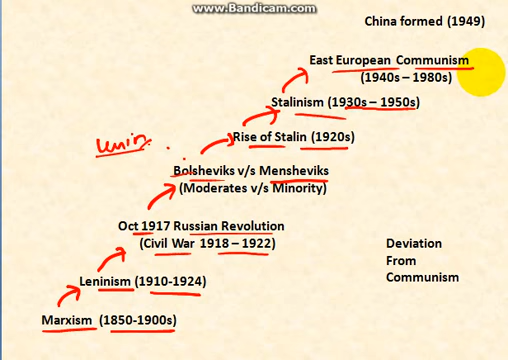 www.Bandicam.com
China formed (1949)
East European Communism
(1940s – 1980s)
Stalinism (1930s – 1950s)
Rise of Stalin (1920s)
Lenin
Bolsheviks v/s Mensheviks
(Moderates v/s Minority)
Oct 1917 Russian Revolution
(Civil War 1918 – 1922)
Deviation
From
Communism
Leninism (1910-1924)
Marxism (1850-1900s)